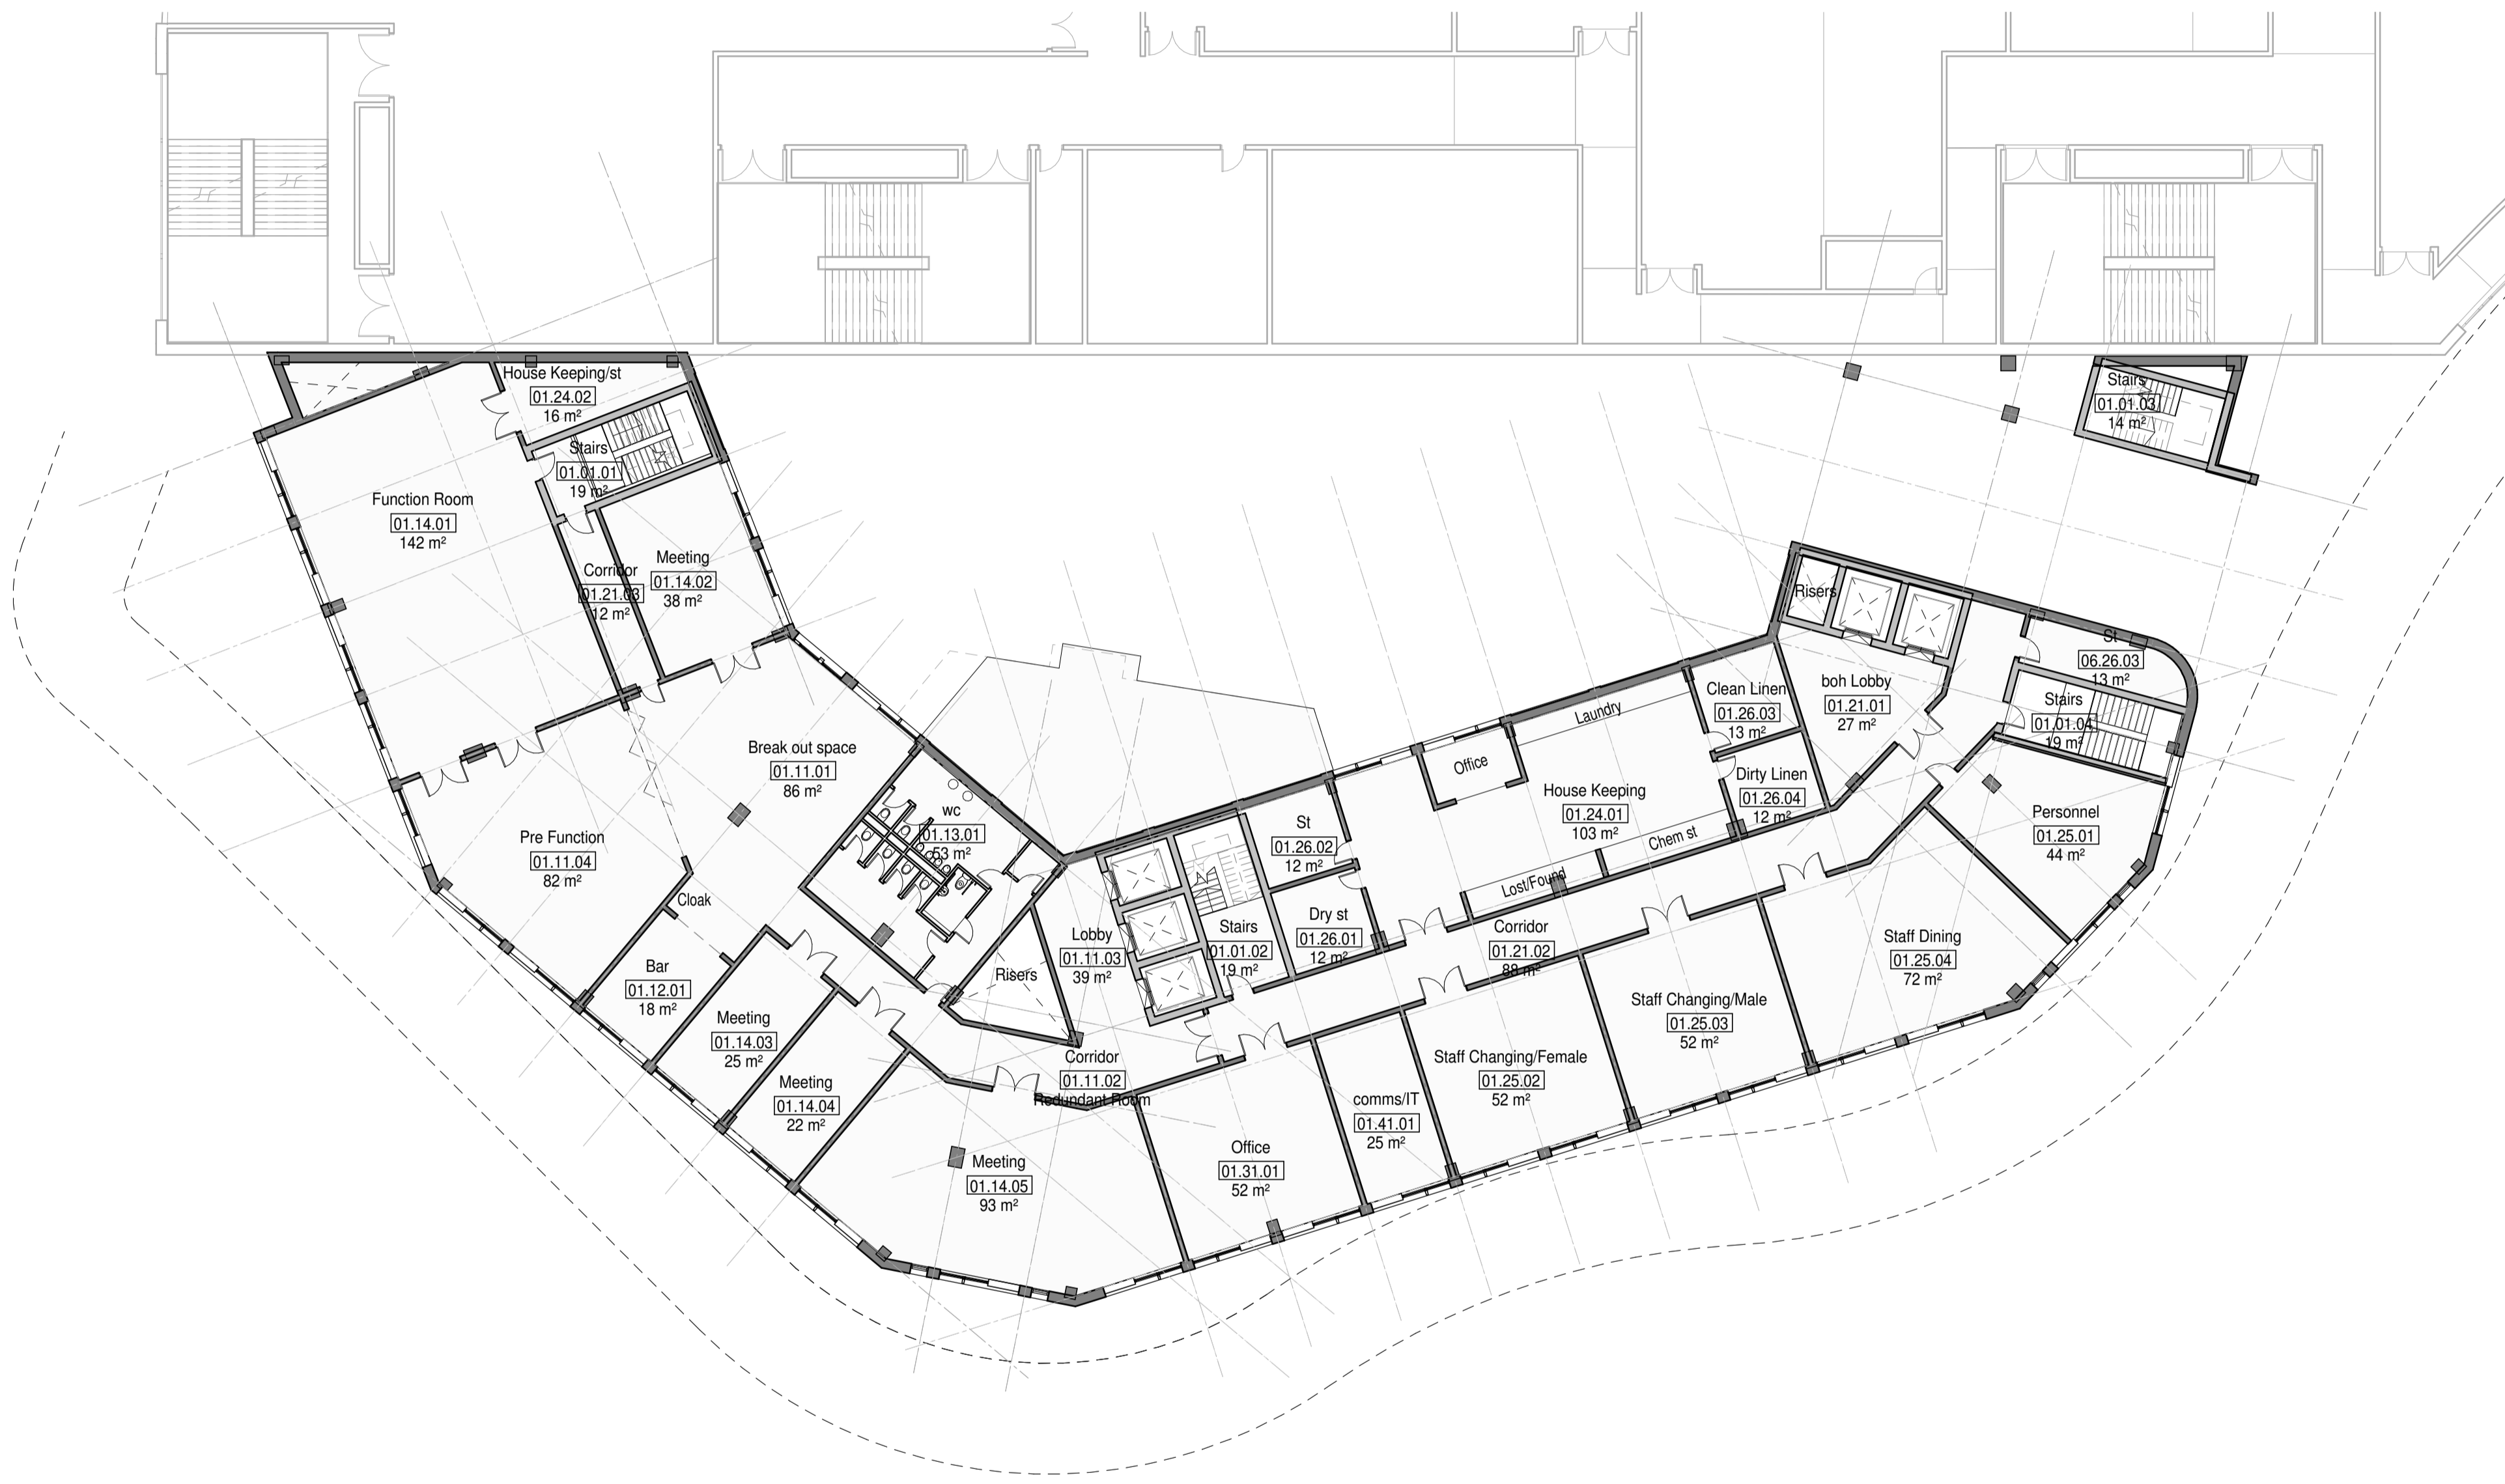 House Keeping/st
01.24.02
16 m²
Stairs
01.01.01
19 m²
Stairs
01.01.03
14 m²
Function Room
01.14.01
142 m²
Meeting
01.14.02
38 m²
Corridor
01.21.03
12 m²
Risers
St
06.26.03
13 m²
Clean Linen
01.26.03
13 m²
boh Lobby
01.21.01
27 m²
Stairs
01.01.04
19 m²
Laundry
Office
Break out space
01.11.01
86 m²
Dirty Linen
01.26.04
12 m²
House Keeping
01.24.01
103 m²
wc
01.13.01
53 m²
St
01.26.02
12 m²
Personnel
01.25.01
44 m²
Pre Function
01.11.04
82 m²
Chem st
Lost/Found
Cloak
Dry st
01.26.01
12 m²
Stairs
01.01.02
19 m²
Lobby
01.11.03
39 m²
Corridor
01.21.02
88 m²
Staff Dining
01.25.04
72 m²
Bar
01.12.01
18 m²
Risers
Staff Changing/Male
01.25.03
52 m²
Meeting
01.14.03
25 m²
Corridor
01.11.02
Redundant Room
Staff Changing/Female
01.25.02
52 m²
Meeting
01.14.04
22 m²
comms/IT
01.41.01
25 m²
Office
01.31.01
52 m²
Meeting
01.14.05
93 m²